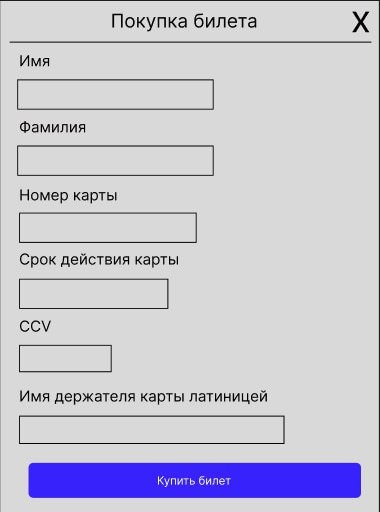 Покупка билета X
Имя
Фамилия
Номер карты
Срок действия карты
CCV
Имя держателя карты латиницей
Купить билет